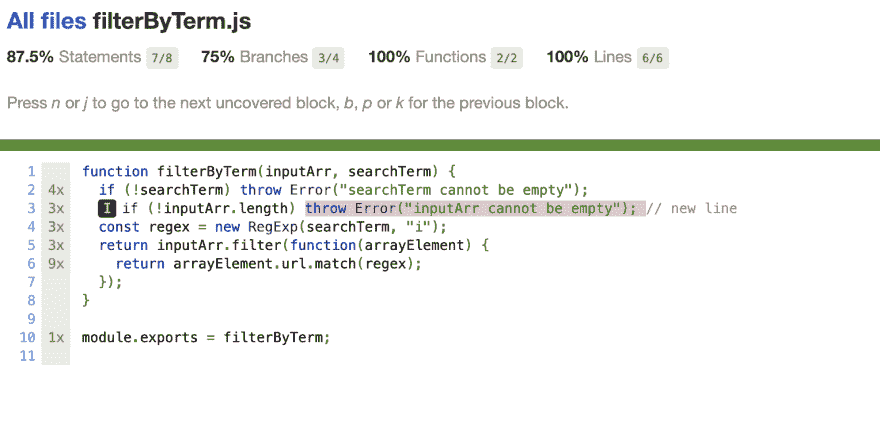 All files filterByTerm.js
87.5% Statements 7/8 75% Branches 3/4 100% Functions 2/2 100% Lines 6/6
Press n or j to go to the next uncovered block, b, p or k for the previous block.
1 function filterByTerm(inputArr, searchTerm) {
2 4x if (!searchTerm) throw Error("searchTerm cannot be empty");
3 3x I if (!inputArr.length) throw Error("inputArr cannot be empty"); // new line
4 3x const regex = new RegExp(searchTerm, "i");
5 3x return inputArr.filter(function(arrayElement) {
6 9x return arrayElement.url.match(regex);
7 });
8 }
9
10 1x module.exports = filterByTerm;
11